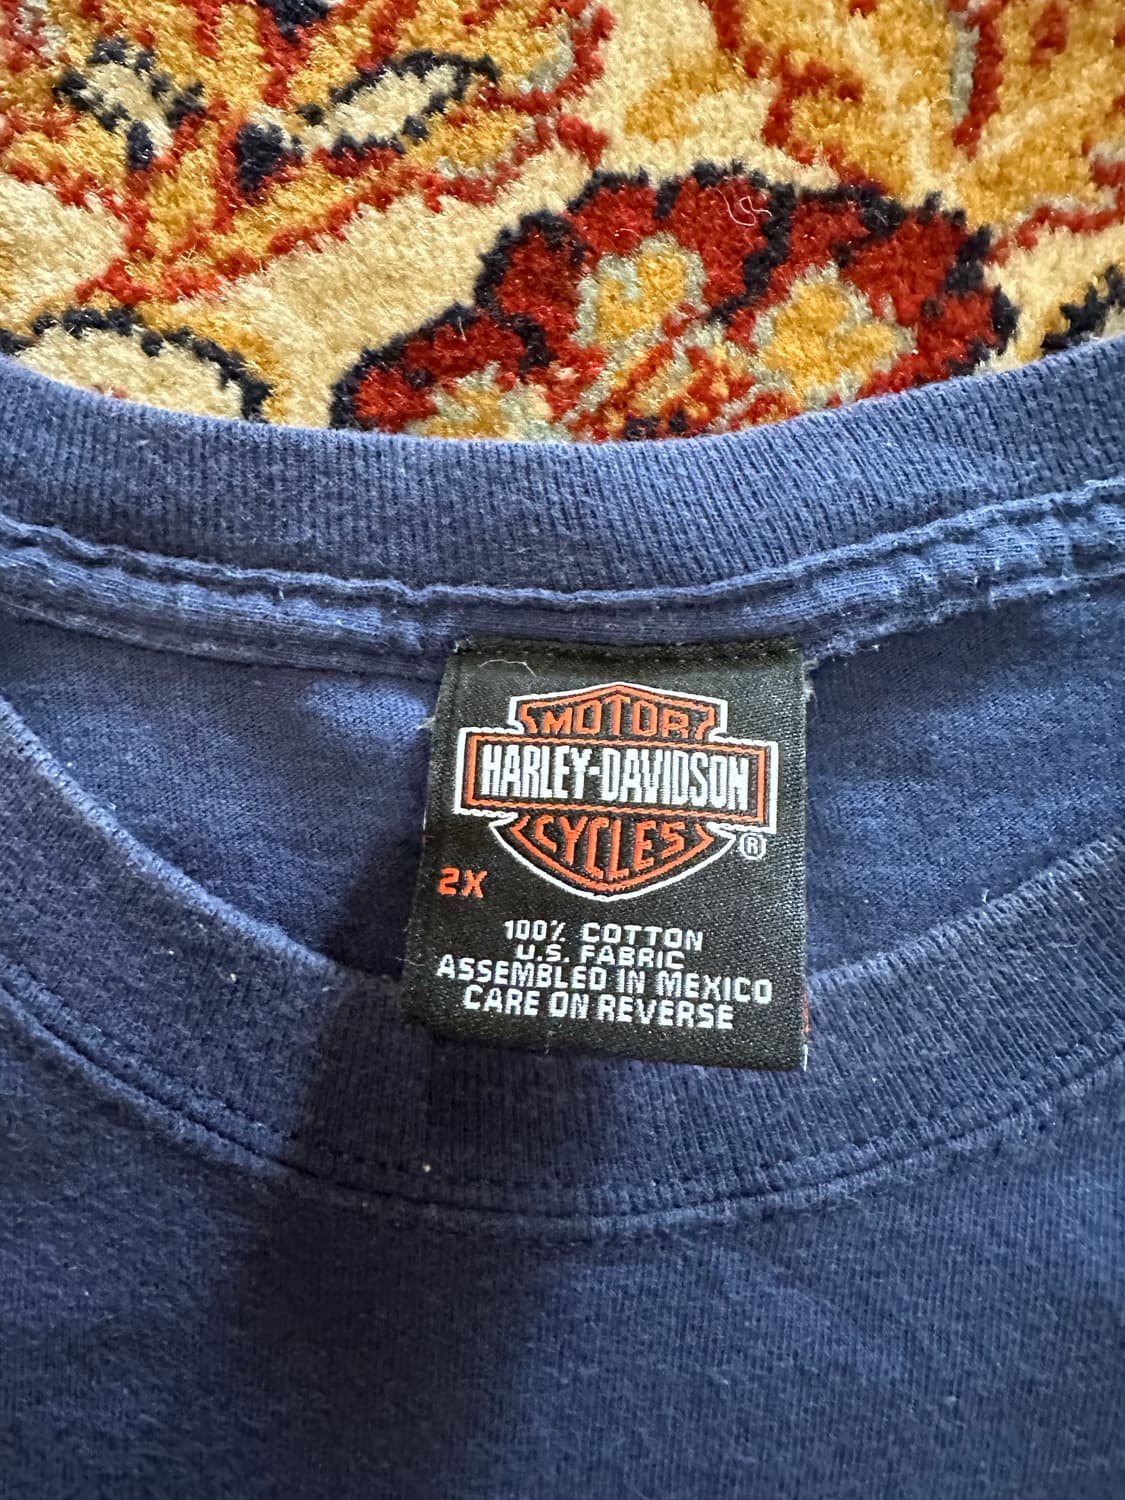 MOTOR
HARLEY-DAVIDSON
CYCLES
®
2X
100% COTTON
U.S. FABRIC
ASSEMBLED IN MEXICO
CARE ON REVERSE